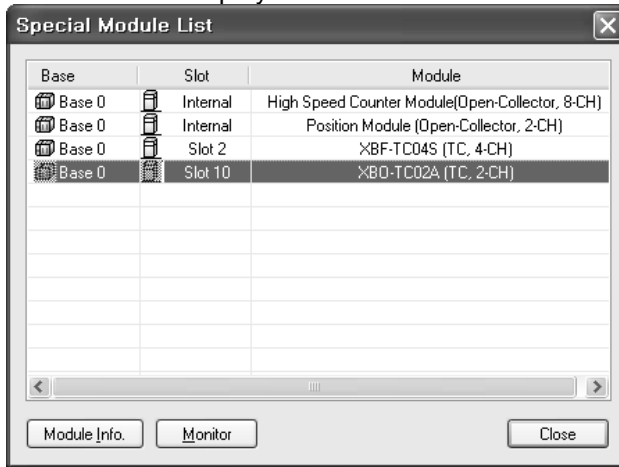 Special Module List
Base Slot Module
Base 0 Internal High Speed Counter Module(Open-Collector, 8-CH)
Base 0 Internal Position Module (Open-Collector, 2-CH)
Base 0 Slot 2 XBF-TC04S (TC, 4-CH)
Base 0 Slot 10 XBO-TC02A (TC, 2-CH)
Module Info. Monitor Close